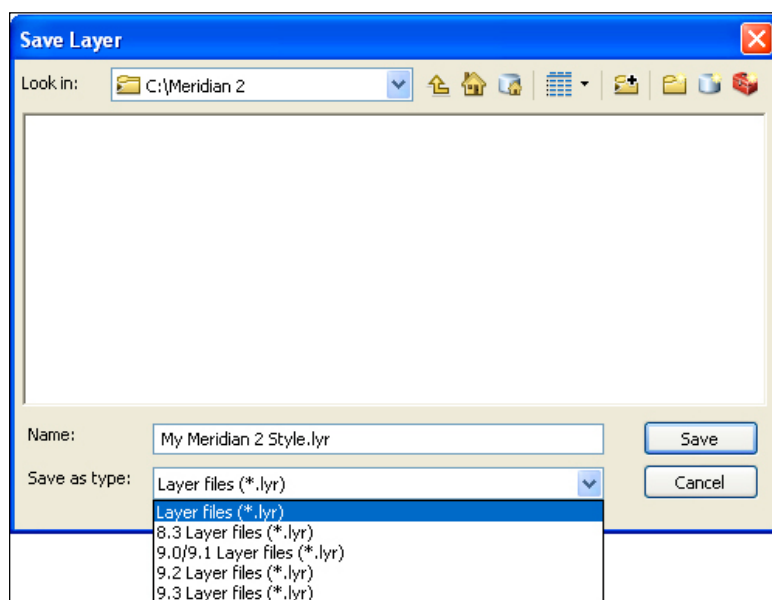 Save Layer
Look in: C:\Meridian 2
Name: My Meridian 2 Style.lyr Save
Save as type: Layer files (*.lyr) Cancel
Layer files (*.lyr)
8.3 Layer files (*.lyr)
9.0/9.1 Layer files (*.lyr)
9.2 Layer files (*.lyr)
9.3 Layer files (*.lyr)